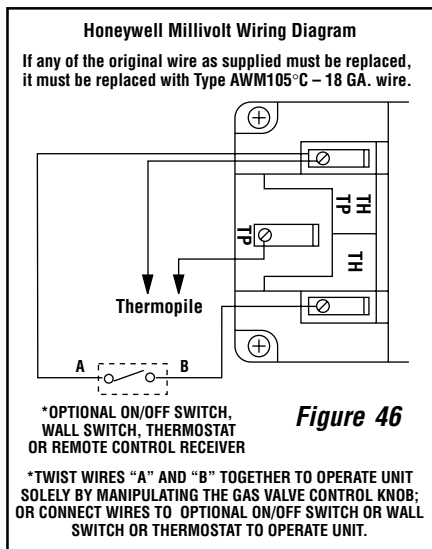 Honeywell Millivolt Wiring Diagram
If any of the original wire as supplied must be replaced,
it must be replaced with Type AWM105°C – 18 GA. wire.
TH
TP
TP
TH
Thermopile
A
B
*OPTIONAL ON/OFF SWITCH,
WALL SWITCH, THERMOSTAT
OR REMOTE CONTROL RECEIVER
Figure 46
*TWIST WIRES “A” AND “B” TOGETHER TO OPERATE UNIT
SOLELY BY MANIPULATING THE GAS VALVE CONTROL KNOB;
OR CONNECT WIRES TO OPTIONAL ON/OFF SWITCH OR WALL
SWITCH OR THERMOSTAT TO OPERATE UNIT.